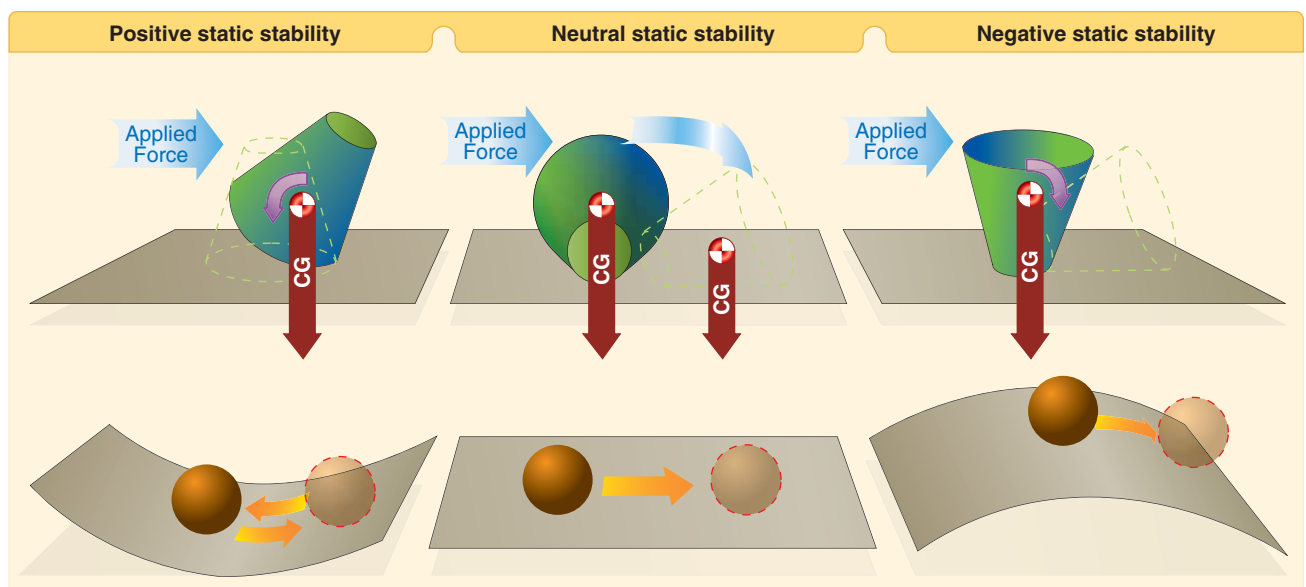 Positive static stability
Neutral static stability
Negative static stability
Applied
Force
Applied
Force
Applied
Force
CG
CG
CG
CG